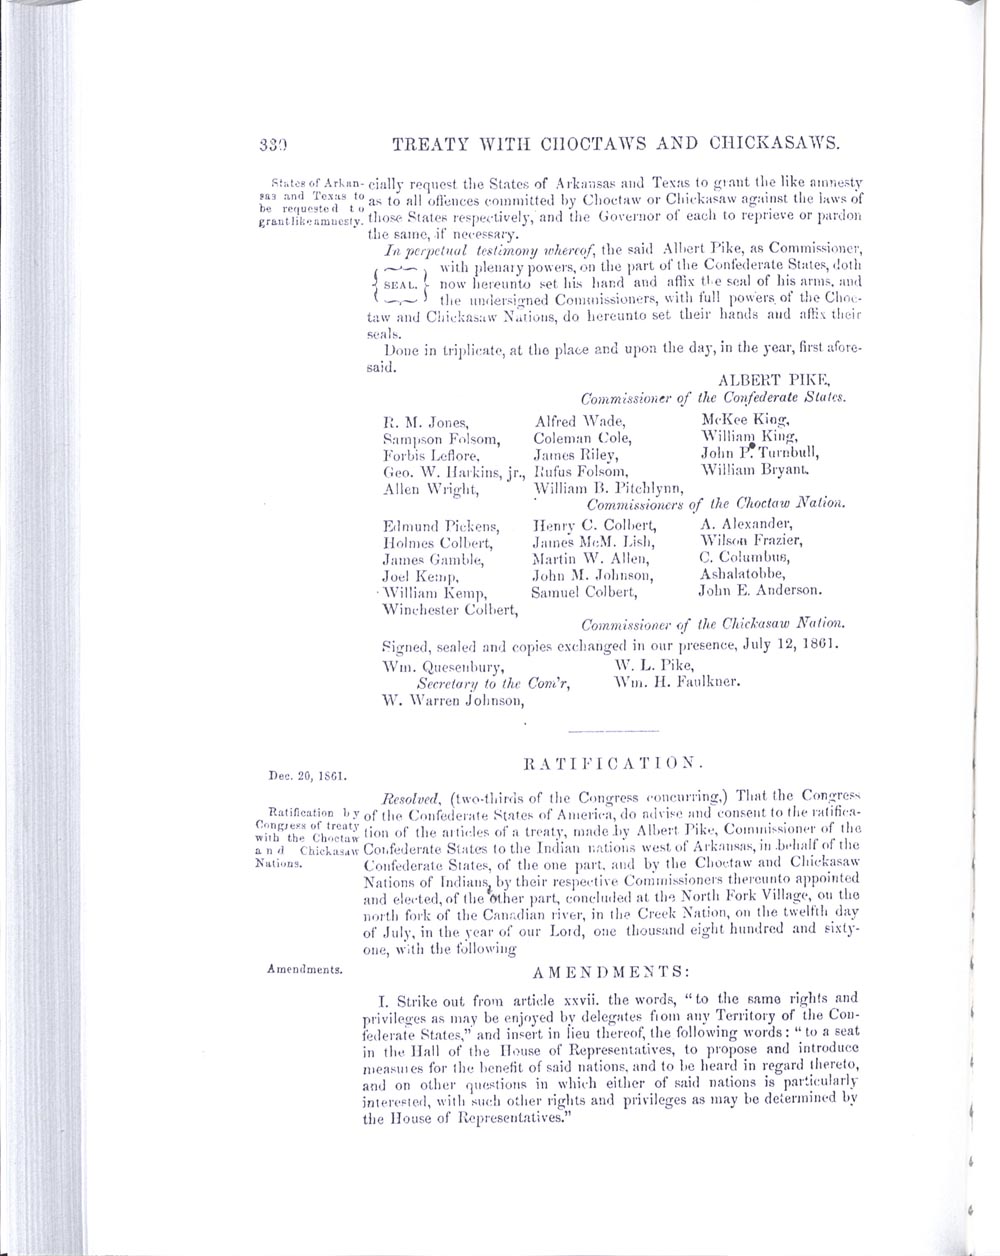 330 TREATY WITH CHOCTAWS AND CHICKASAWS.
States of Arkan-
sas and Texas to
be requested to
grant like amnesty.
cially request the States of Arkansas and Texas to grant the like amnesty
as to all offences committed by Choctaw or Chickasaw against the laws of
those States respectively, and the Governor of each to reprieve or pardon
the same, if necessary.
In perpetual testimony whereof, the said Albert Pike, as Commissioner,
with plenary powers, on the part of the Confederate States, doth
SEAL. now hereunto set his hand and affix the seal of his arms, and
the undersigned Commissioners, with full powers of the Choc-
taw and Chickasaw Nations, do hereunto set their hands and affix their
seals.
Done in triplicate, at the place and upon the day, in the year, first afore-
said.
ALBERT PIKE,
Commissioner of the Confederate States.
R. M. Jones, Alfred Wade, McKee King,
Sampson Folsom, Coleman Cole, William King,
Forbis Leflore, James Riley, John P. Turnbull,
Geo. W. Harkins, jr., Rufus Folsom, William Bryant.
Allen Wright, William B. Pitchlynn,
Commissioners of the Choctaw Nation.
Edmund Pickens, Henry C. Colbert, A. Alexander,
Holmes Colbert, James McM. Lish, Wilson Frazier,
James Gamble, Martin W. Allen, C. Columbus,
Joel Kemp, John M. Johnson, Ashalatobbe,
William Kemp, Samuel Colbert, John E. Anderson.
Winchester Colbert,
Commissioner of the Chickasaw Nation.
Signed, sealed and copies exchanged in our presence, July 12, 1861.
Wm. Quesenbury, W. L. Pike,
Secretary to the Com'r, Wm. H. Faulkner.
W. Warren Johnson,
RATIFICATION.
Dec. 20, 1861.
Ratification by
Congress of treaty
with the Choctaw
and Chickasaw
Nations.
Resolved, (two-thirds of the Congress concurring,) That the Congress
of the Confederate States of America, do advise and consent to the ratifica-
tion of the articles of a treaty, made by Albert Pike, Commissioner of the
Confederate States to the Indian nations west of Arkansas, in behalf of the
Confederate States, of the one part, and by the Choctaw and Chickasaw
Nations of Indians, by their respective Commissioners thereunto appointed
and elected, of the other part, concluded at the North Fork Village, on the
north fork of the Canadian river, in the Creek Nation, on the twelfth day
of July, in the year of our Lord, one thousand eight hundred and sixty-
one, with the following
Amendments.
AMENDMENTS:
I. Strike out from article xxvii. the words, "to the same rights and
privileges as may be enjoyed by delegates from any Territory of the Con-
federate States," and insert in lieu thereof, the following words: "to a seat
in the Hall of the House of Representatives, to propose and introduce
measures for the benefit of said nations, and to be heard in regard thereto,
and on other questions in which either of said nations is particularly
interested, with such other rights and privileges as may be determined by
the House of Representatives."